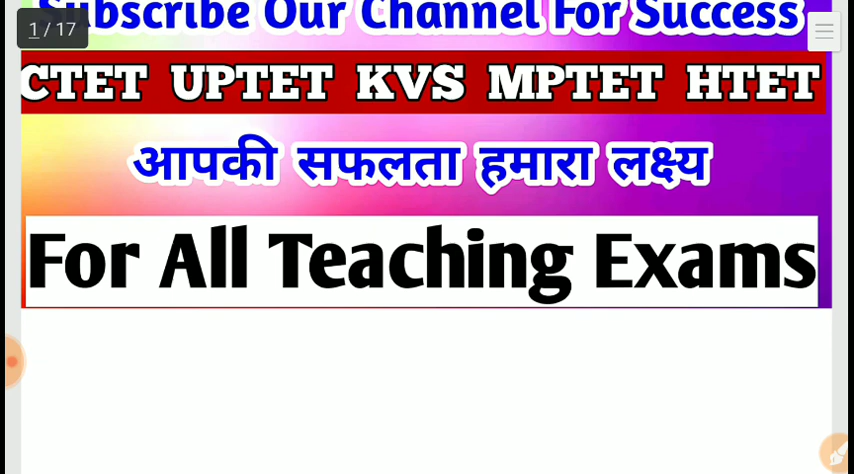 Subscribe Our Channel For Success
1 / 17
CTET UPTET KVS MPTET HTET
आपकी सफलता हमारा लक्ष्य
For All Teaching Exams